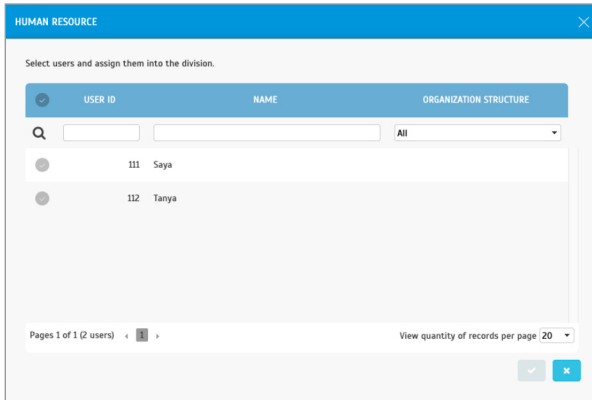 HUMAN RESOURCE
Select users and assign them into the division.
USER ID NAME ORGANIZATION STRUCTURE
All
111 Saya
112 Tanya
Pages 1 of 1 (2 users) 1 View quantity of records per page 20